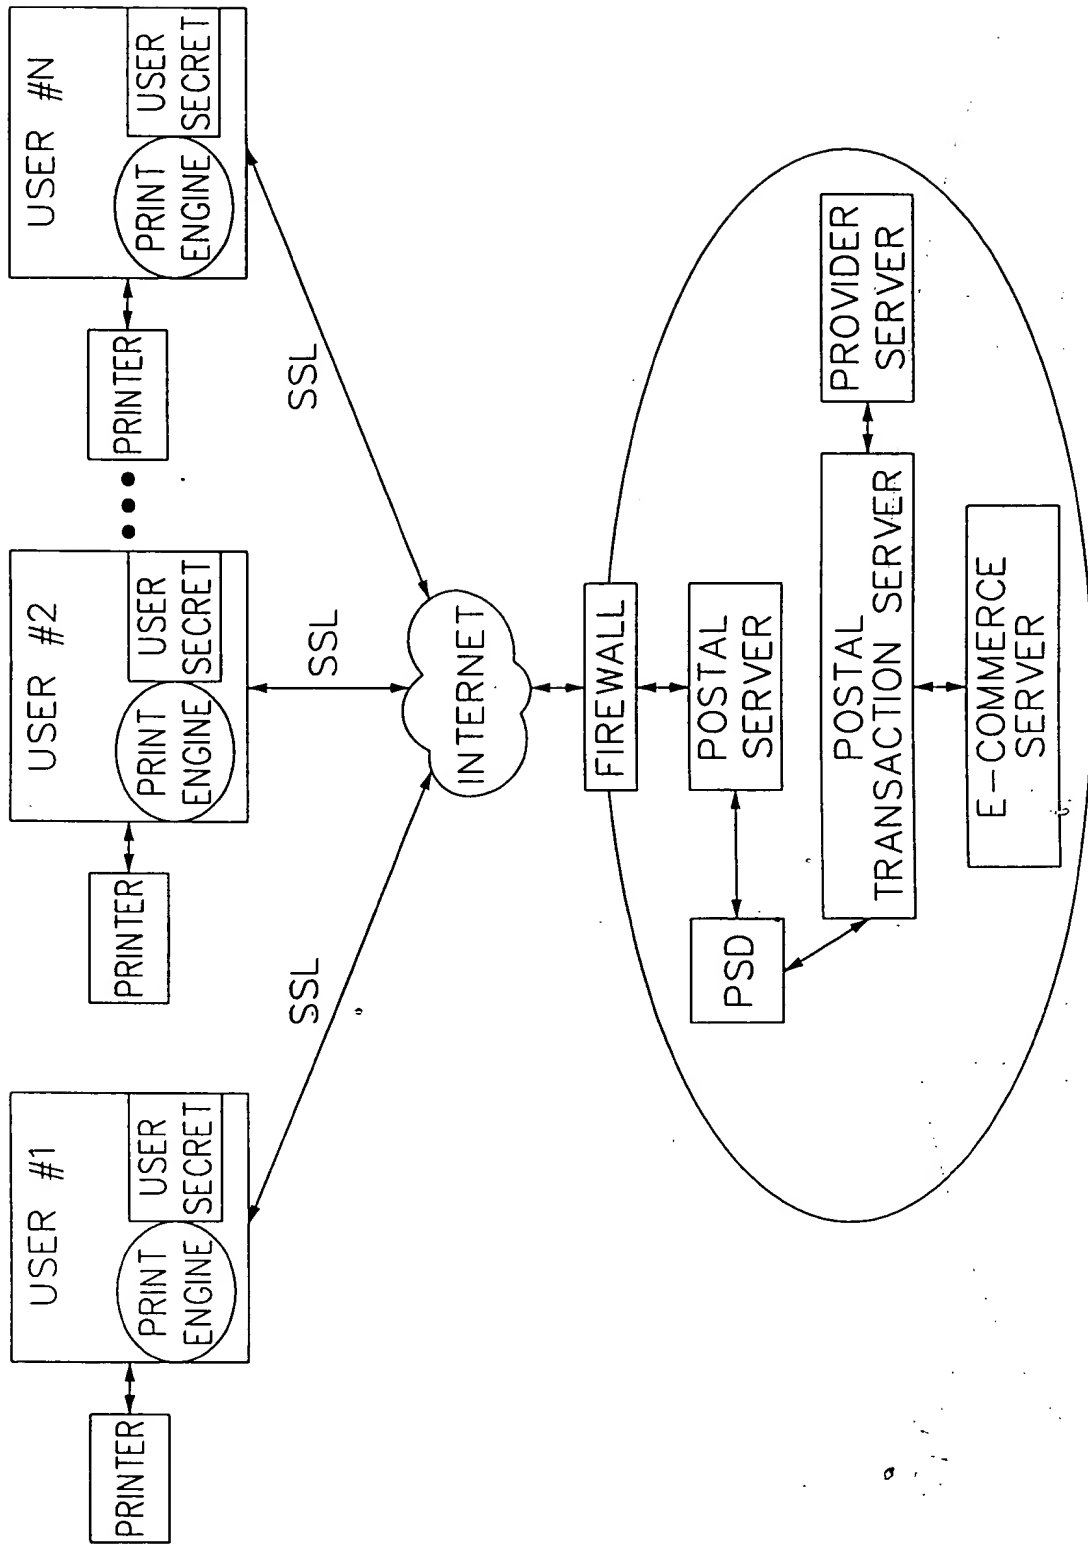 USER #1
PRINT
ENGINE
USER
SECRET
PRINTER
USER #2
PRINT
ENGINE
USER
SECRET
PRINTER
USER #N
PRINT
ENGINE
USER
SECRET
PRINTER
SSL
SSL
SSL
INTERNET
FIREWALL
POSTAL
SERVER
PSD
POSTAL
TRANSACTION SERVER
PROVIDER
SERVER
E-COMMERCE
SERVER